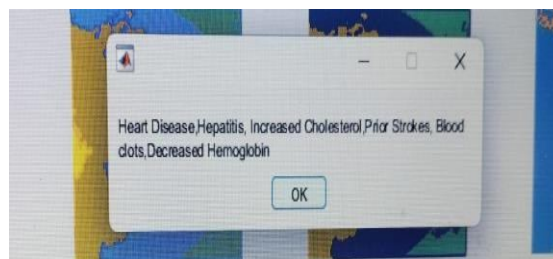 Heart Disease,Hepatitis, Increased Cholesterol,Prior Strokes, Blood
clots,Decreased Hemoglobin
OK